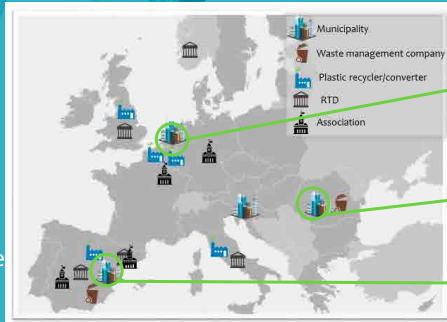 Municipality
Waste management company
Plastic recycler/converter
RTD
Association
e